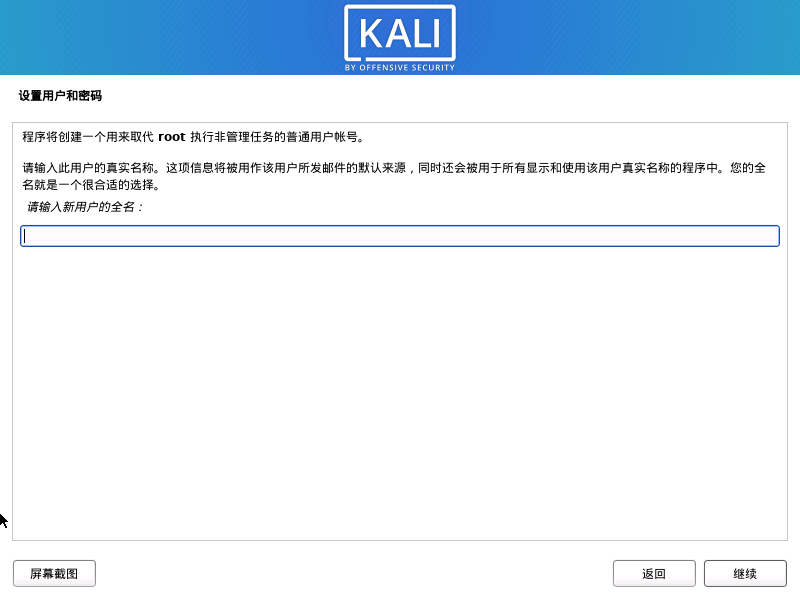 KALI
BY OFFENSIVE SECURITY
设置用户和密码
程序将创建一个用来取代 root 执行非管理任务的普通用户帐号。
请输入此用户的真实名称。这项信息将被用作该用户所发邮件的默认来源，同时还会被用于所有显示和使用该用户真实名称的程序中。您的全
名就是一个很合适的选择。
请输入新用户的全名：
屏幕截图
返回
继续